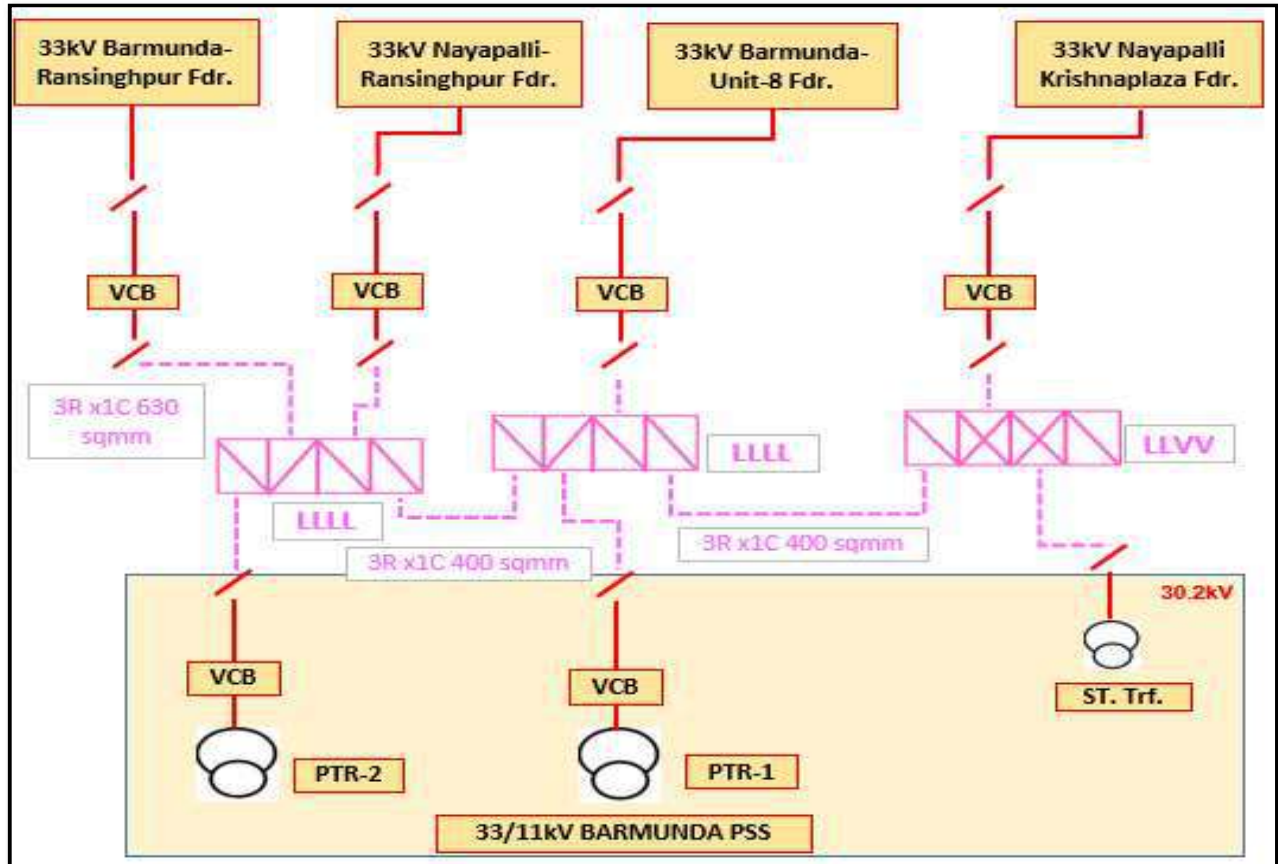 33kV Barmunda-
Ransinghpur Fdr.
33kV Nayapalli-
Ransinghpur Fdr.
33kV Barmunda-
Unit-8 Fdr.
33kV Nayapalli
Krishnaplaza Fdr.
VCB
VCB
VCB
VCB
3R x1C 630
sqmm
LLLL
LLLL
LLVV
3R x1C 400 sqmm
3R x1C 400 sqmm
30.2kV
VCB
VCB
ST. Trf.
PTR-2
PTR-1
33/11kV BARMUNDA PSS